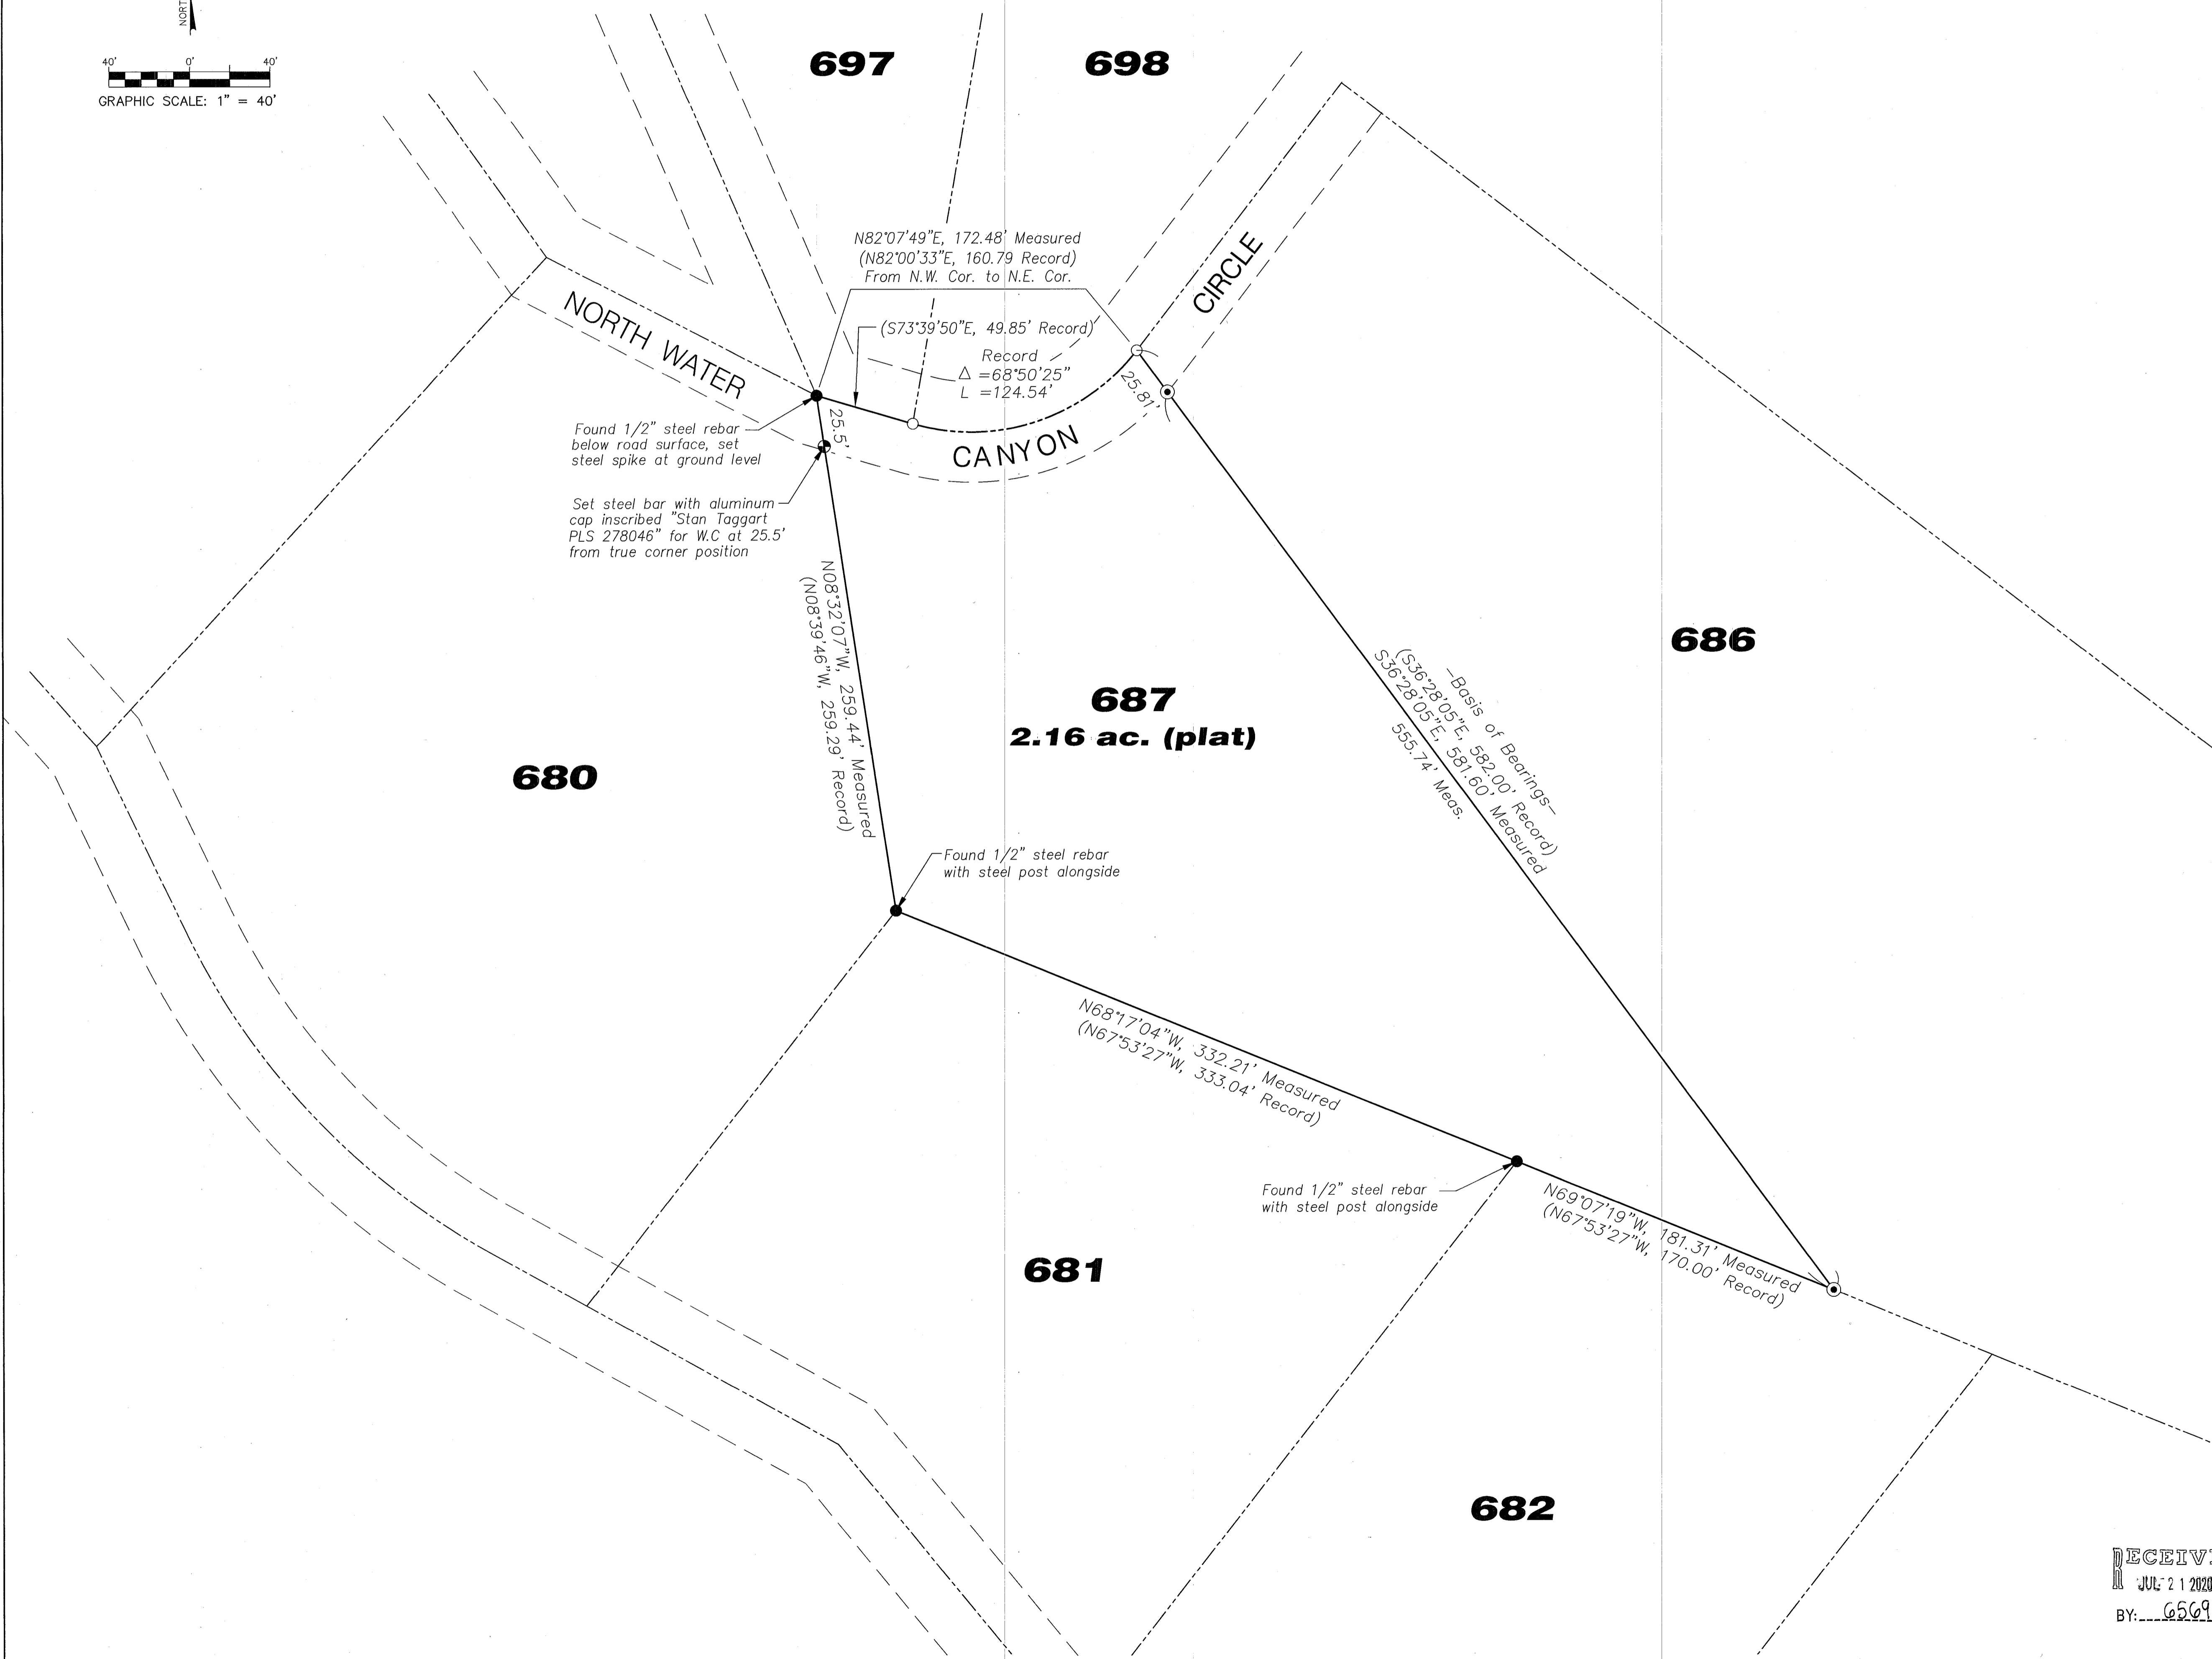 NORT
40' 0' 40'
GRAPHIC SCALE: 1" = 40'
697
698
N82°07'49"E, 172.48' Measured
(N82°00'33"E, 160.79 Record)
From N.W. Cor. to N.E. Cor.
(S73°39'50"E, 49.85' Record)
Record
Δ =68°50'25"
L =124.54'
NORTH WATER
CANYON
CIRCLE
25.81'
25.5'
Found 1/2" steel rebar
below road surface, set
steel spike at ground level
Set steel bar with aluminum
cap inscribed "Stan Taggart
PLS 278046" for W.C at 25.5'
from true corner position
N08°32'07"W, 259.44' Measured
(N08°39'46"W, 259.29' Record)
686
687
2.16 ac. (plat)
-Basis of Bearings-
(S36°28'05"E, 582.00' Record)
S36°28'05"E, 581.60' Measured
555.74' Meas.
680
Found 1/2" steel rebar
with steel post alongside
N68°17'04"W, 332.21' Measured
(N67°53'27"W, 333.04' Record)
Found 1/2" steel rebar
with steel post alongside
N69°07'19"W, 181.31' Measured
(N67°53'27"W, 170.00' Record)
681
682
RECEIV
JUL 21 2020
BY: 6569